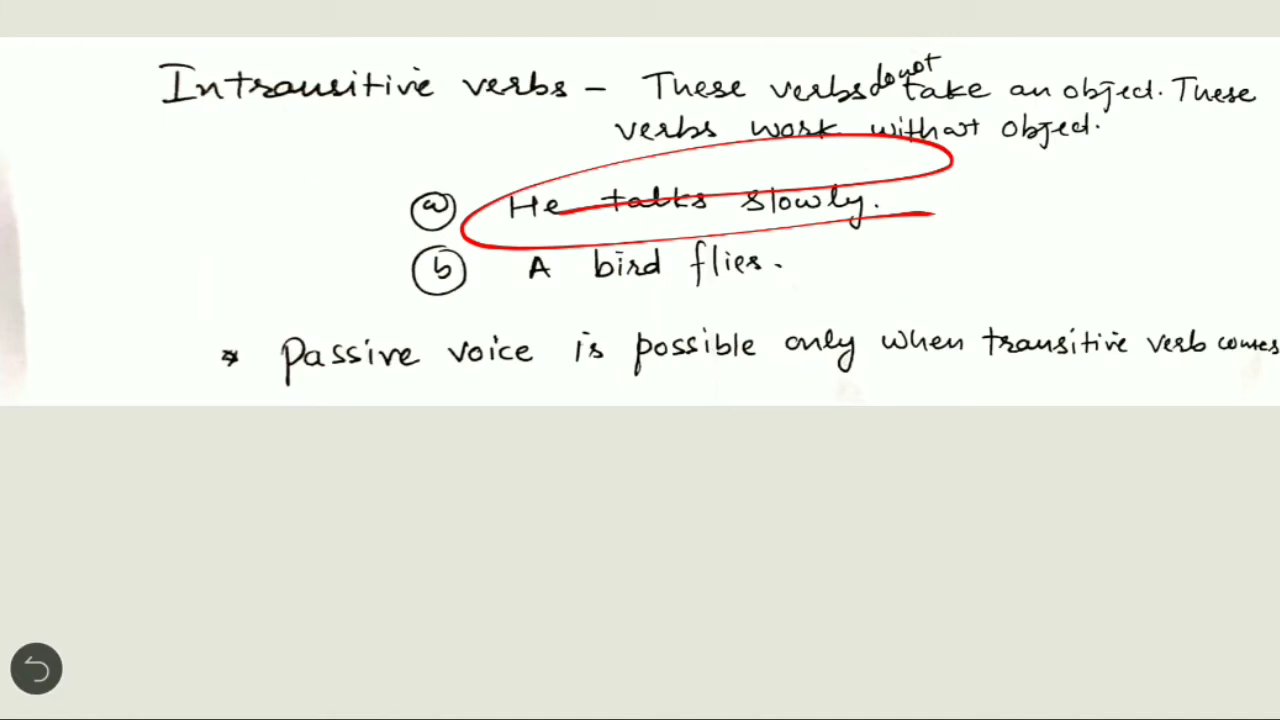 Intransitive verbs - These verbs do not take an object. These
verbs work without object.
(a) He talks slowly.
(b) A bird flies.
* Passive voice is possible only when transitive verb comes